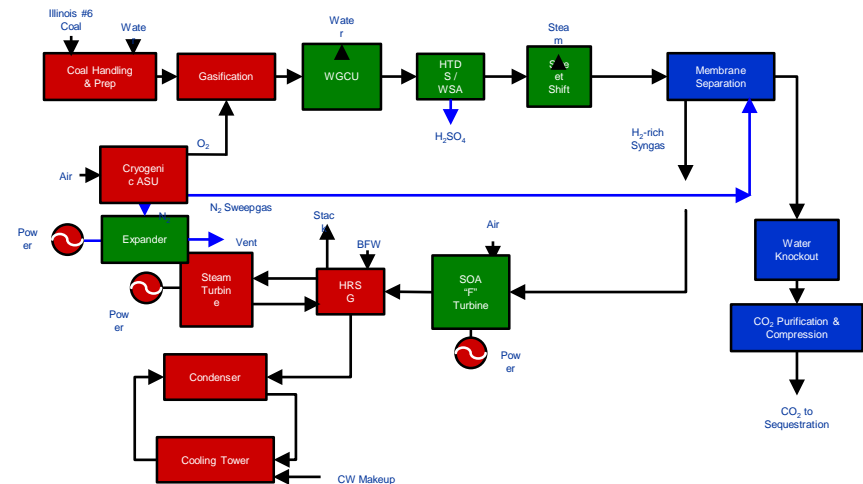 Illinois #6
Coal
Wate
r
Coal Handling
& Prep
Gasification
Wate
r
WGCU
HTD
S /
WSA
H2SO4
Stea
m
et
Shift
Membrane
Separation
H2-rich
Syngas
O2
Air
Cryogeni
c ASU
N2
N2 Sweepgas
Pow
er
Expander
Vent
Stac
k
BFW
Air
Steam
Turbin
e
Pow
er
HRS
G
SOA
“F”
Turbine
Pow
er
Water
Knockout
CO2 Purification &
Compression
CO2 to
Sequestration
Condenser
Cooling Tower
CW Makeup